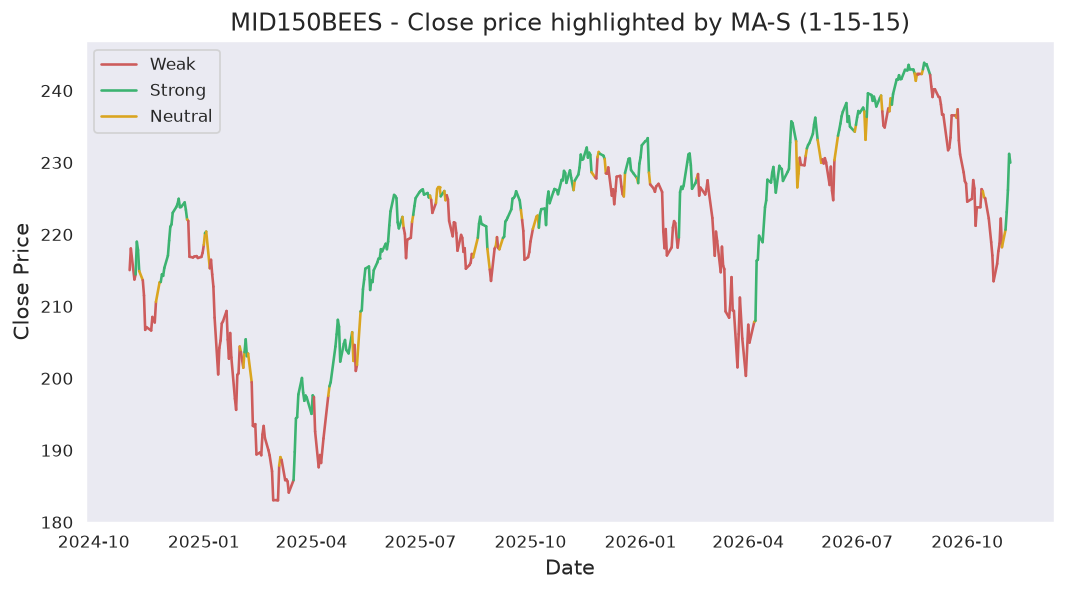 MID150BEES - Close price highlighted by MA-S (1-15-15)
Weak
Strong
Neutral
Close Price
240
230
220
210
200
190
180
2024-10 2025-01 2025-04 2025-07 2025-10 2026-01 2026-04 2026-07 2026-10
Date